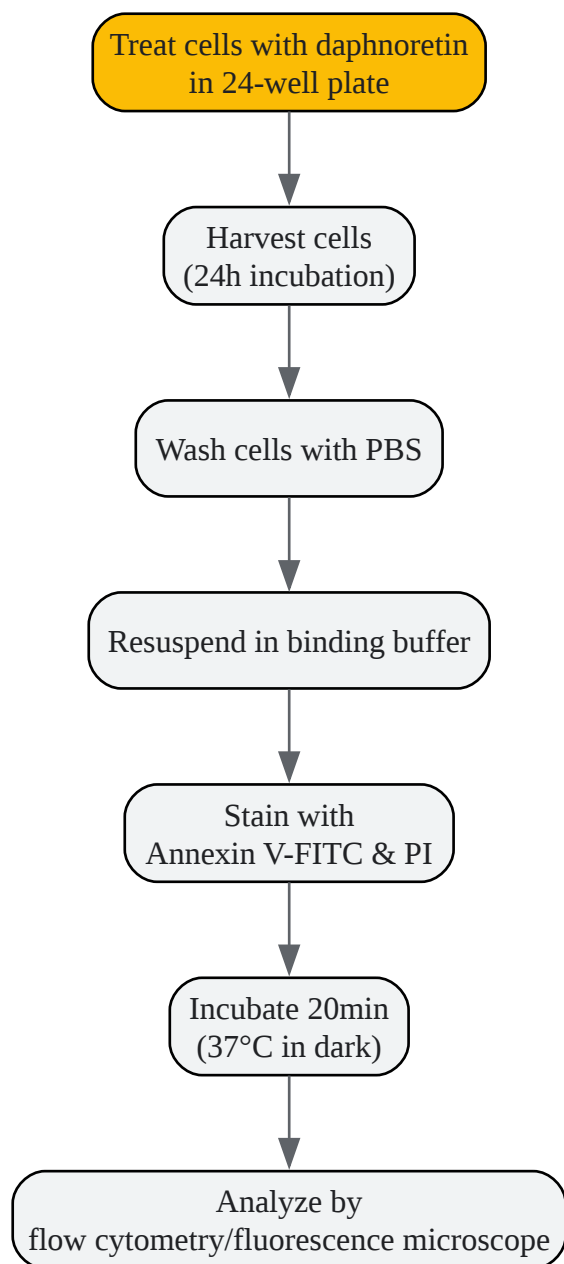 Treat cells with daphnoretin
in 24-well plate
Harvest cells
(24h incubation)
Wash cells with PBS
Resuspend in binding buffer
Stain with
Annexin V-FITC & PI
Incubate 20min
(37°C in dark)
Analyze by
flow cytometry/fluorescence microscope